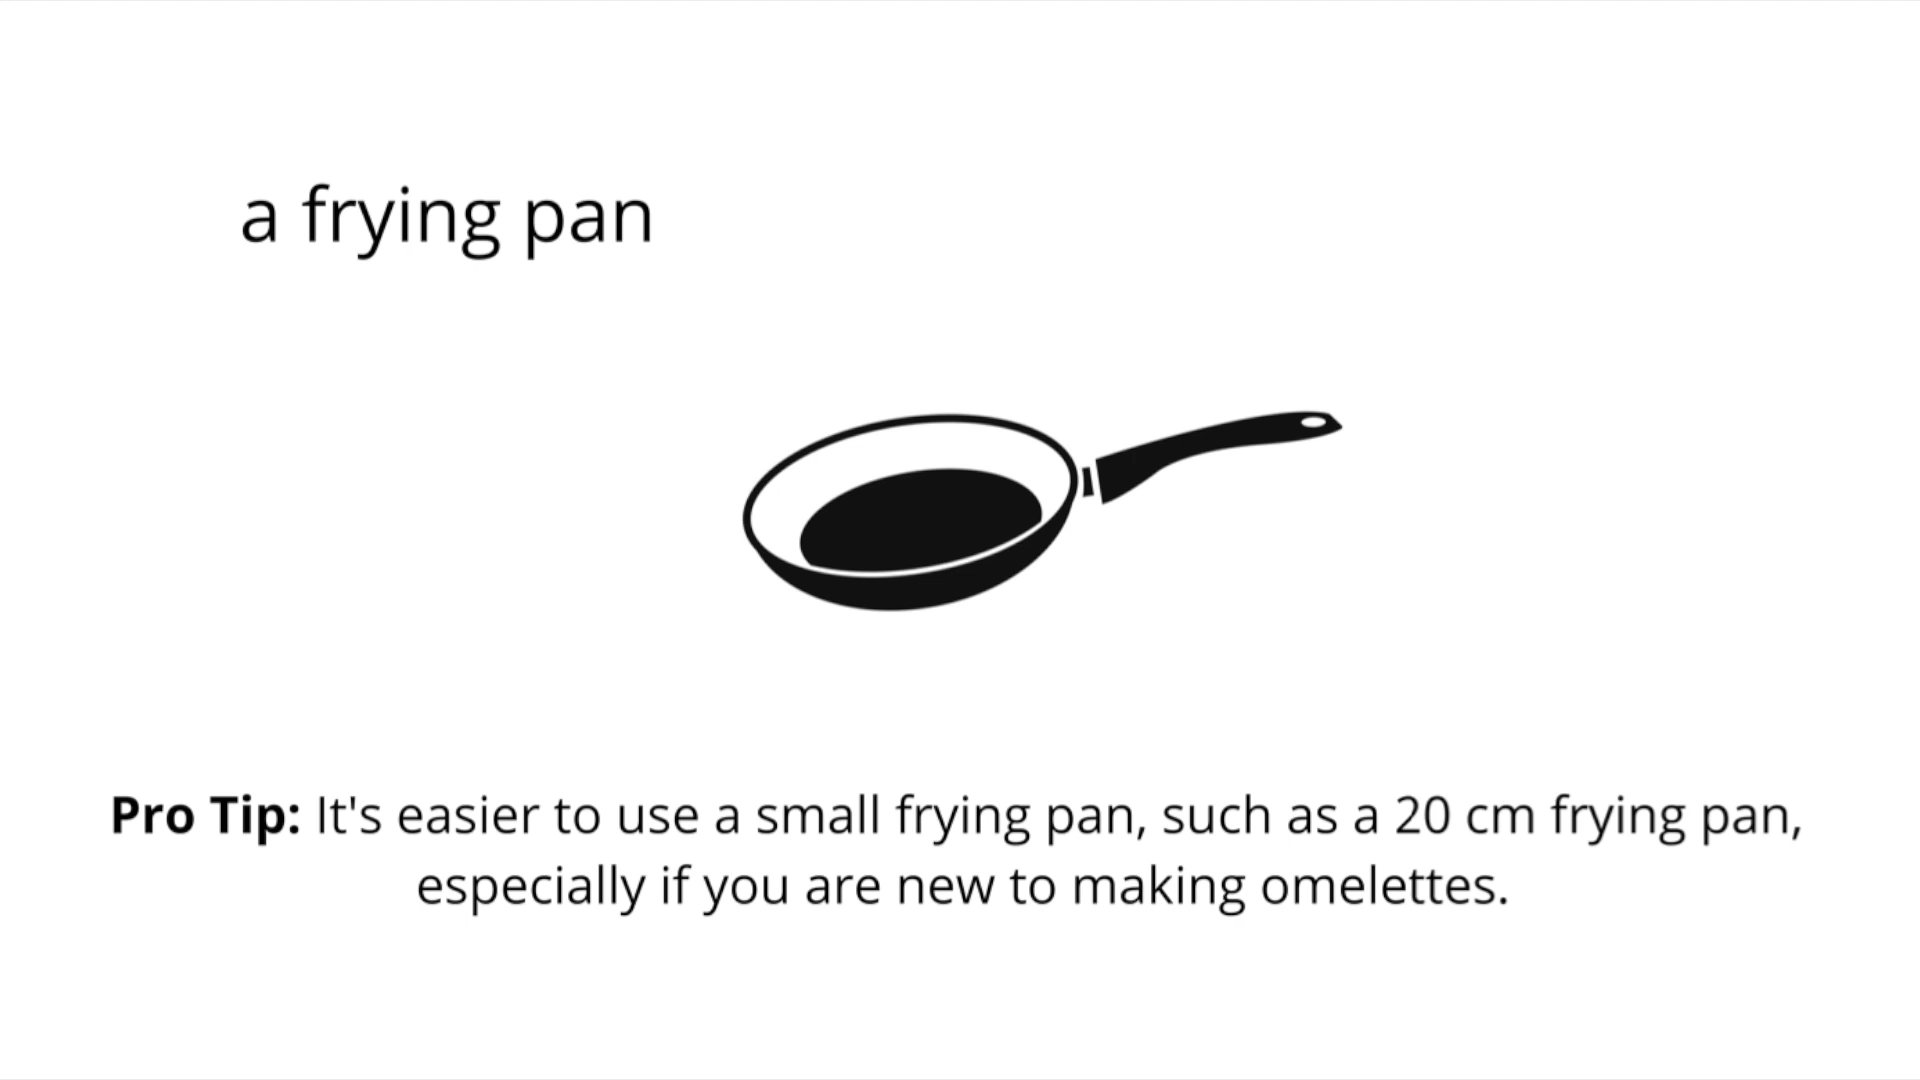 a frying pan
Pro Tip: It's easier to use a small frying pan, such as a 20 cm frying pan,
especially if you are new to making omelettes.